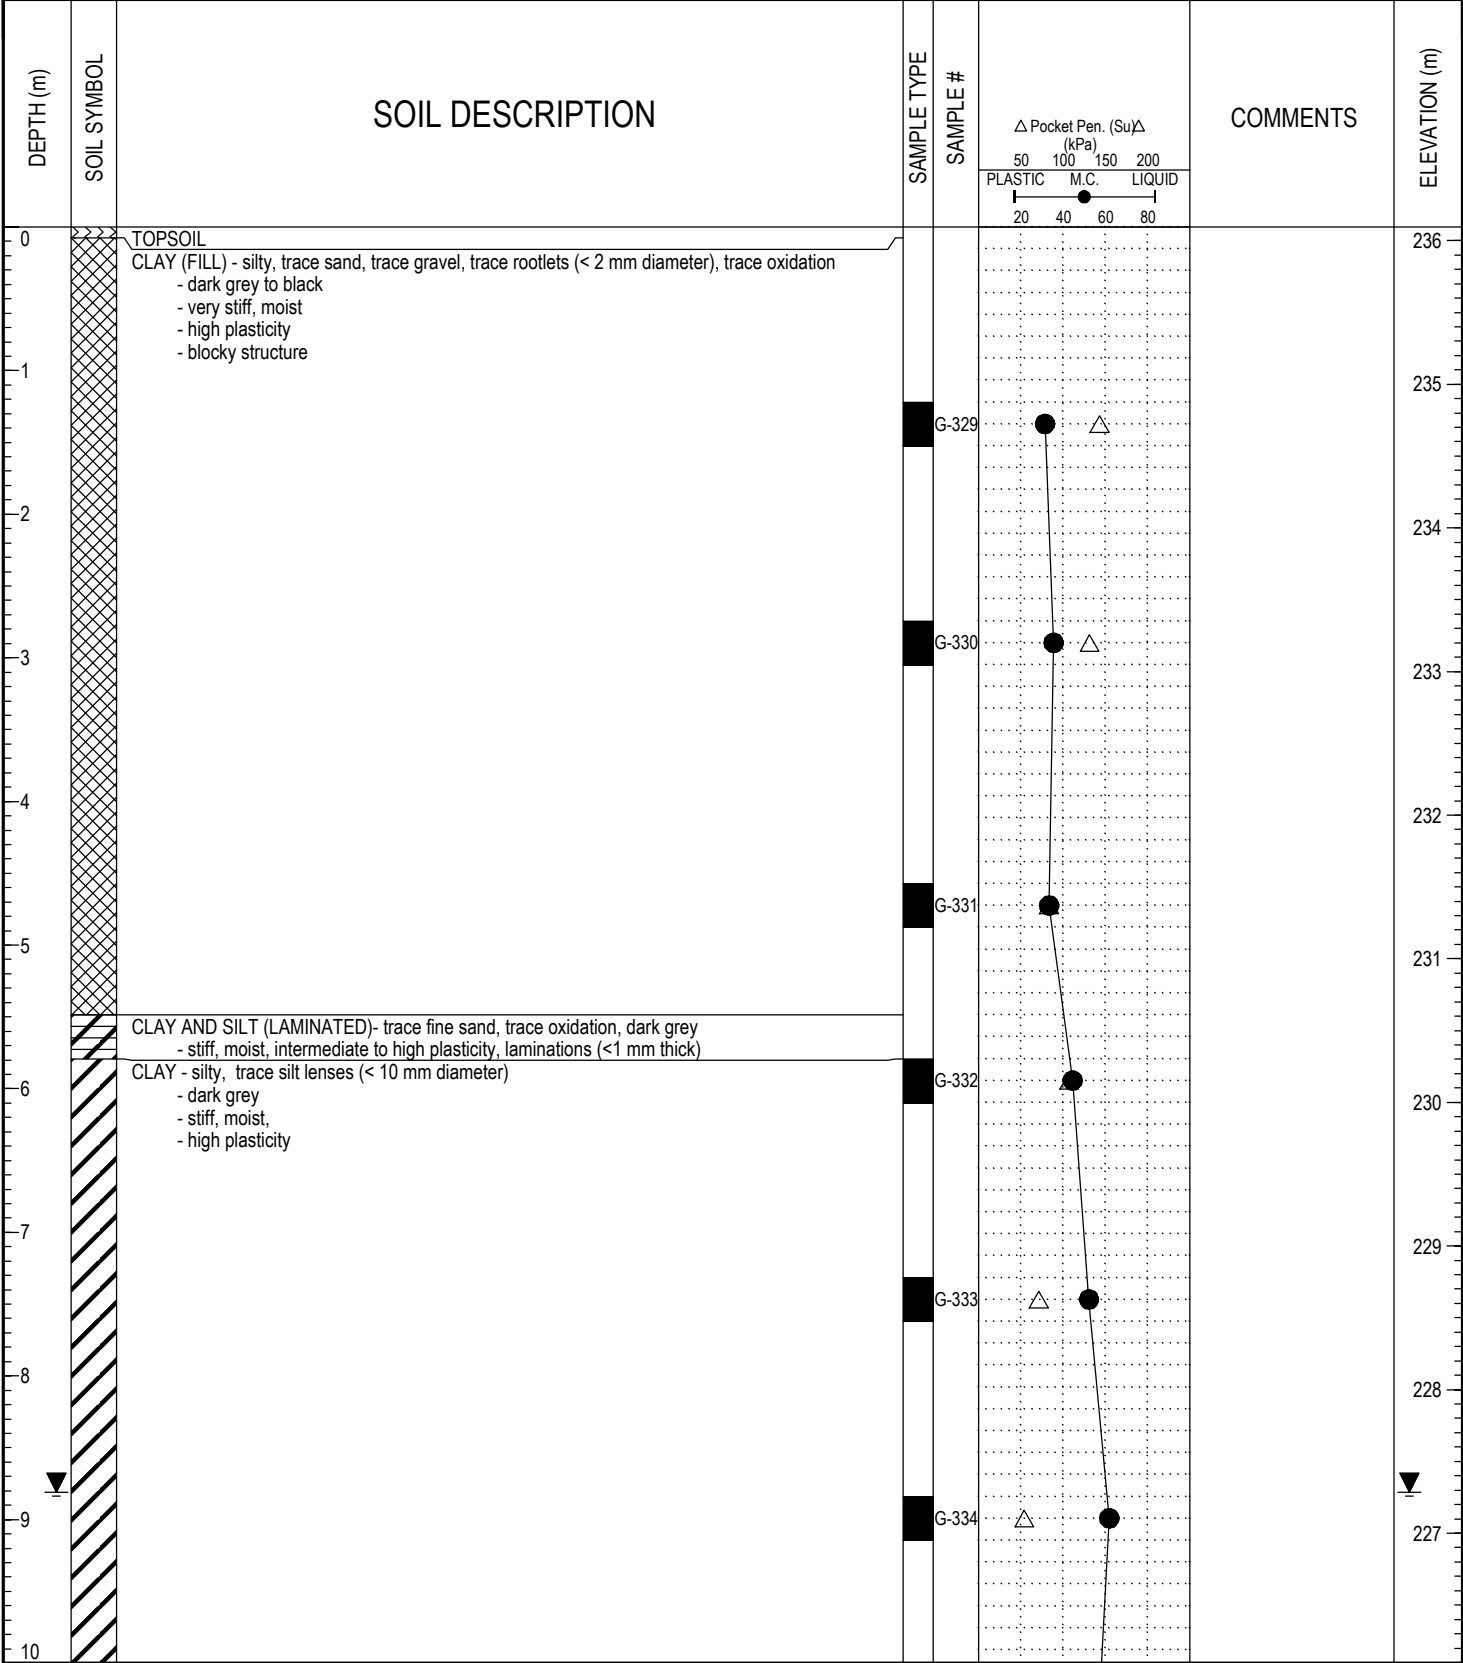 DEPTH (m)
SOIL SYMBOL
SOIL DESCRIPTION
SAMPLE TYPE
SAMPLE #
Pocket Pen. (Su)
(kPa)
50 100 150 200
PLASTIC M.C. LIQUID
20 40 60 80
COMMENTS
ELEVATION (m)
0
TOPSOIL
236
CLAY (FILL) - silty, trace sand, trace gravel, trace rootlets (< 2 mm diameter), trace oxidation
- dark grey to black
- very stiff, moist
- high plasticity
- blocky structure
1
235
G-329
2
234
G-330
3
233
4
232
G-331
5
231
CLAY AND SILT (LAMINATED)- trace fine sand, trace oxidation, dark grey
- stiff, moist, intermediate to high plasticity, laminations (<1 mm thick)
CLAY - silty, trace silt lenses (< 10 mm diameter)
G-332
6
- dark grey
230
- stiff, moist,
- high plasticity
7
229
G-333
8
228
9
G-334
227
10